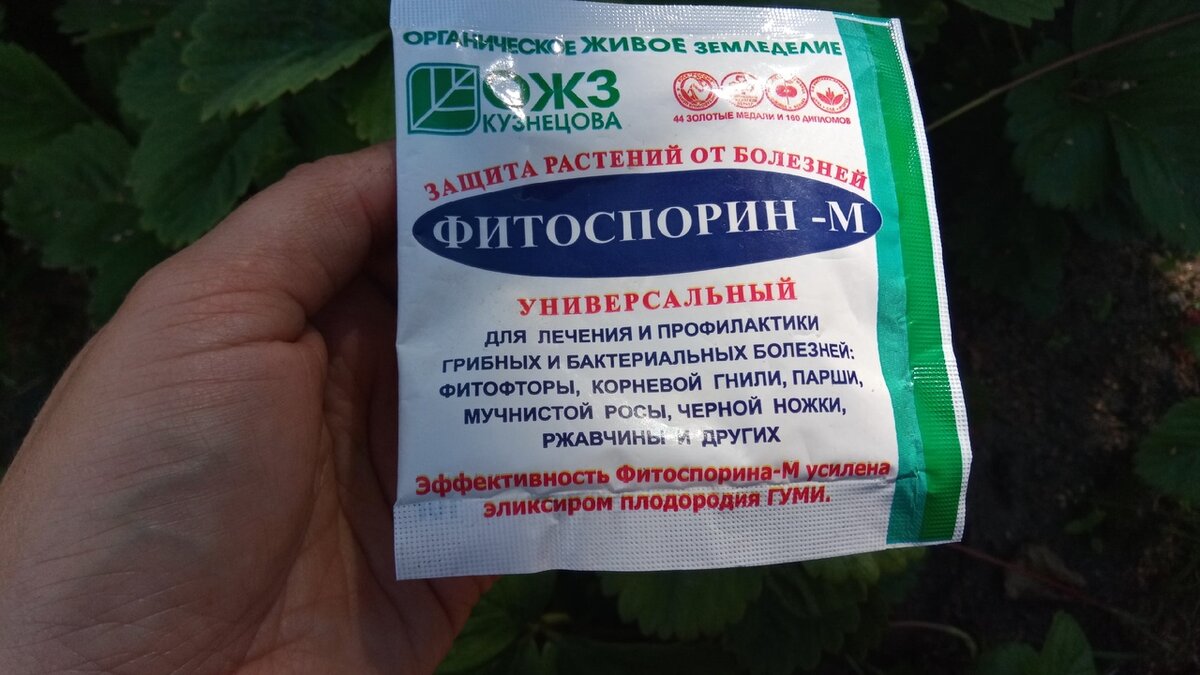 ОРГАНИЧЕСКОЕ ЖИВОЕ ЗЕМЛЕДЕЛИЕ
ОЖЗ
КУЗНЕЦОВА
44 ЗОЛОТЫЕ МЕДАЛИ И 160 ДИПЛОМОВ
ЗАЩИТА РАСТЕНИЙ ОТ БОЛЕЗНЕЙ
ФИТОСПОРИН -М
УНИВЕРСАЛЬНЫЙ
ДЛЯ ЛЕЧЕНИЯ И ПРОФИЛАКТИКИ
ГРИБНЫХ И БАКТЕРИАЛЬНЫХ БОЛЕЗНЕЙ:
ФИТОФТОРЫ, КОРНЕВОЙ ГНИЛИ, ПАРШИ,
МУЧНИСТОЙ РОСЫ, ЧЕРНОЙ НОЖКИ,
РЖАВЧИНЫ И ДРУГИХ
Эффективность Фитоспорина-М усилена
эликсиром плодородия ГУМИ.